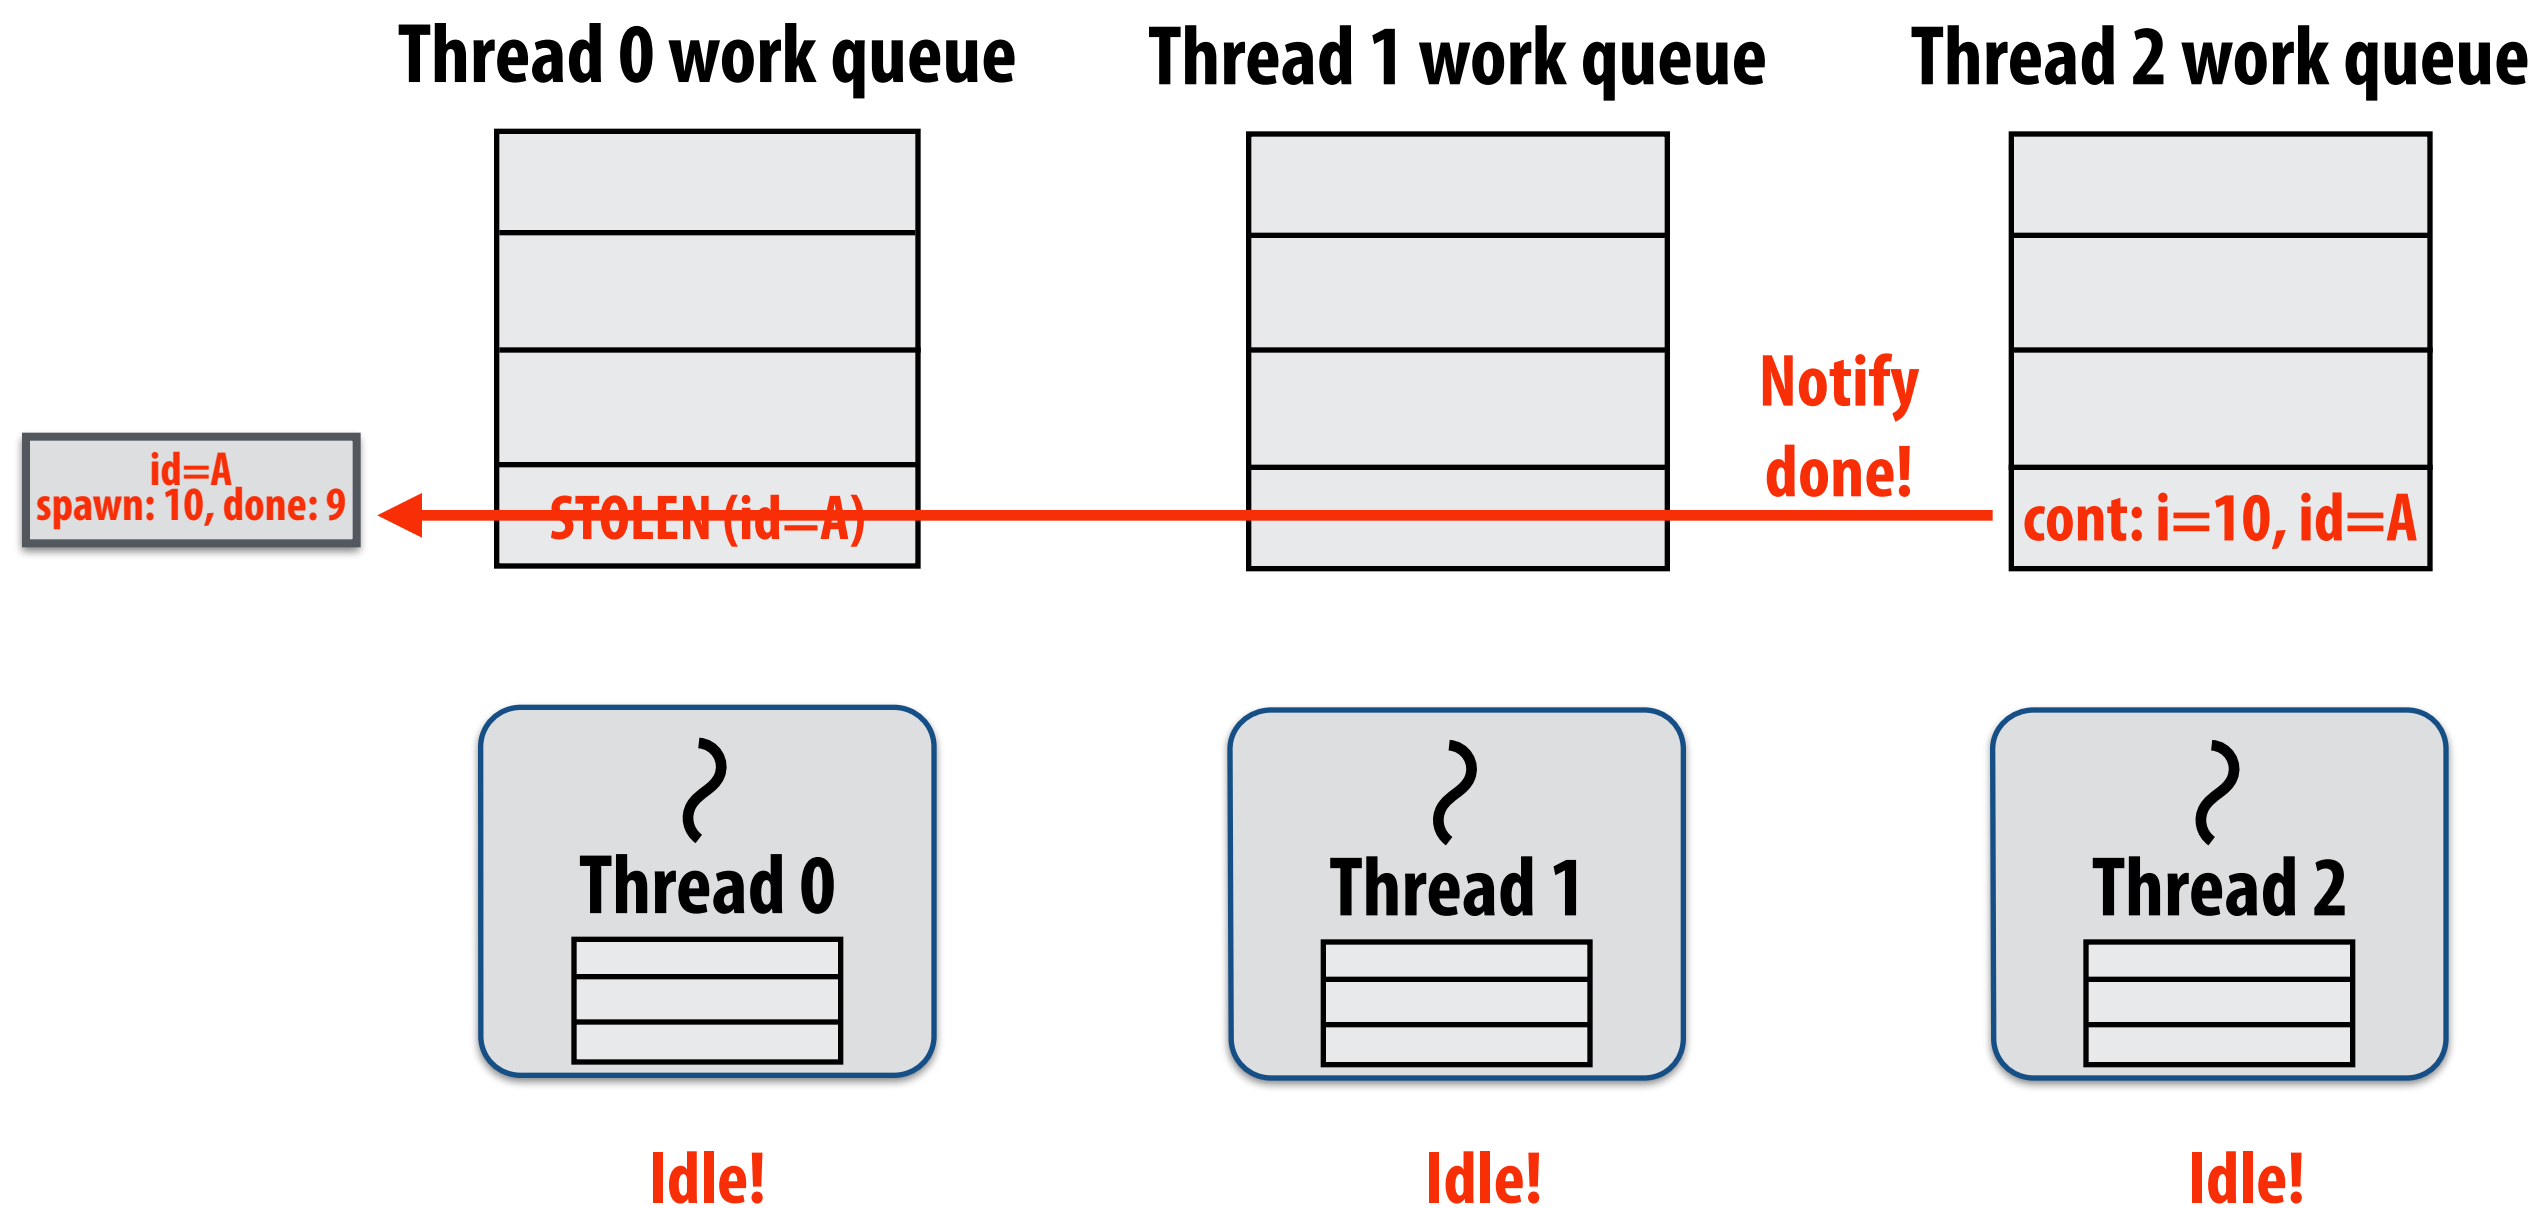 Thread 0 work queue
Thread 1 work queue
Thread 2 work queue
Notify
done!
id=A
spawn: 10, done: 9
STOLEN (id=A)
cont: i=10, id=A
Thread 0
Thread 1
Thread 2
Idle!
Idle!
Idle!